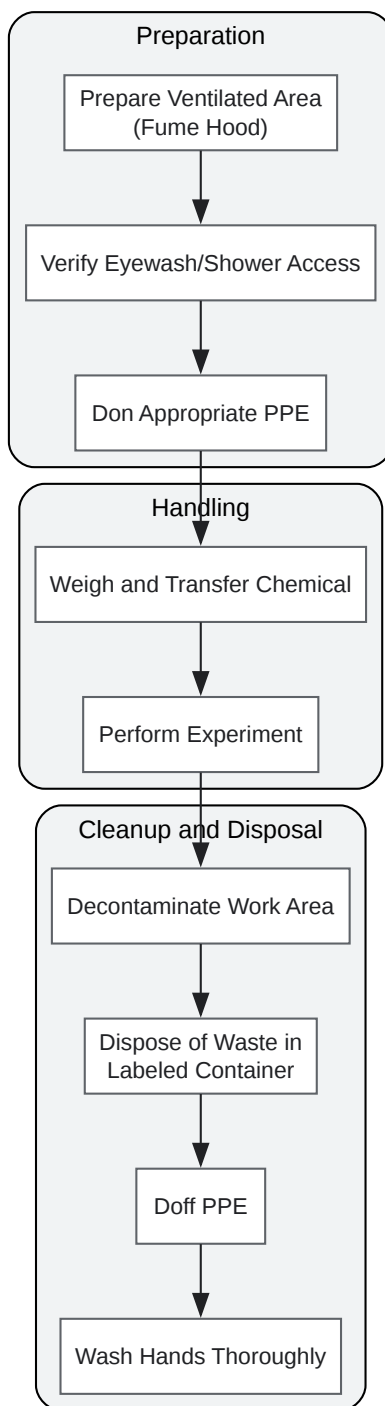 Preparation
Prepare Ventilated Area
(Fume Hood)
Verify Eyewash/Shower Access
Don Appropriate PPE
Handling
Weigh and Transfer Chemical
Perform Experiment
Cleanup and Disposal
Decontaminate Work Area
Dispose of Waste in
Labeled Container
Doff PPE
Wash Hands Thoroughly